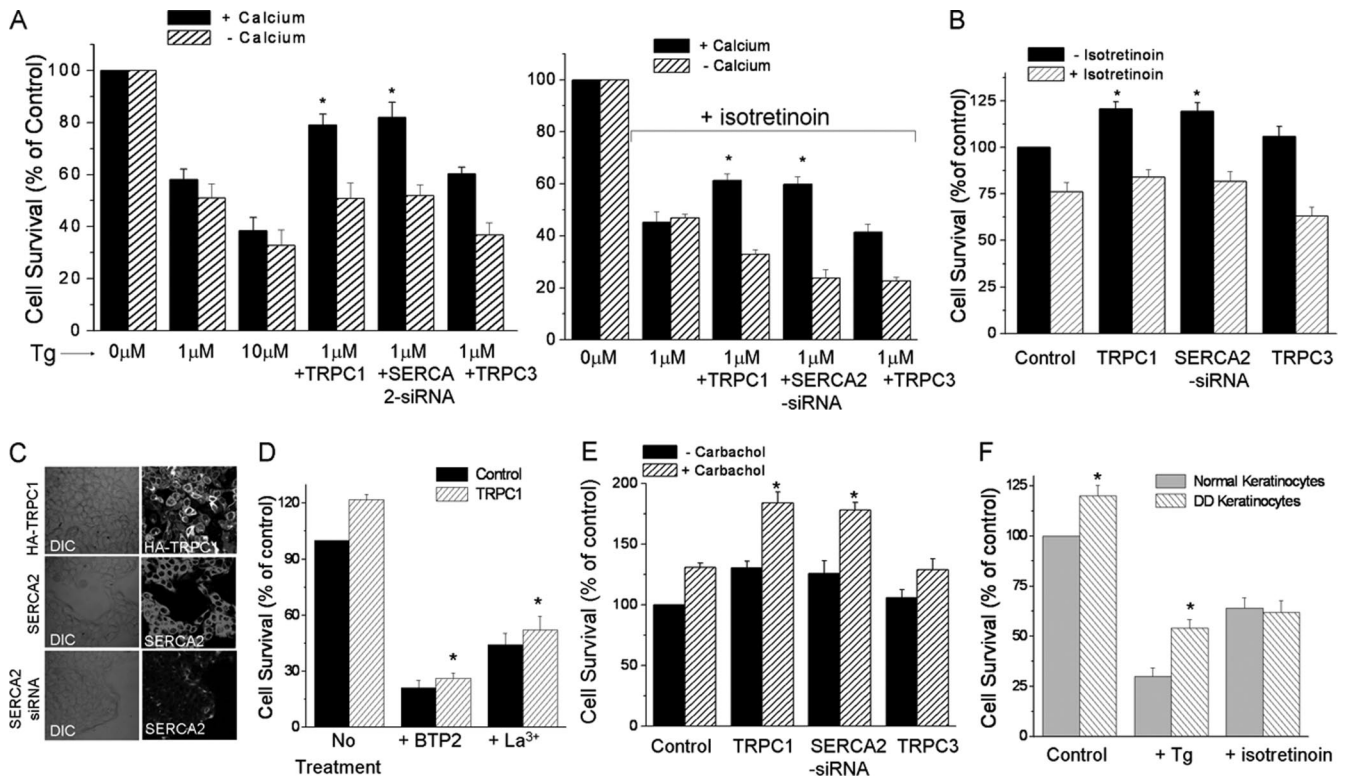 A
+ Calcium
- Calcium
Cell Survival (% of Control)
100
80
60
40
20
0
Tg
0µM
1µM
10µM
1µM
1µM
1µM
+TRPC1
+SERCA
+TRPC3
2-siRNA
+ Calcium
- Calcium
+ isotretinoin
Cell Survival (% of Control)
100
80
60
40
20
0
0µM
1µM
1µM
1µM
1µM
+TRPC1
+SERCA2
+TRPC3
-siRNA
* * * *
B
- Isotretinoin
+ Isotretinoin
Cell Survival (%of control)
125
100
75
50
25
0
* *
Control
TRPC1
SERCA2
TRPC3
-siRNA
C
HA-TRPC1
DIC
HA-TRPC1
SERCA2
DIC
SERCA2
SERCA2
siRNA
DIC
SERCA2
D
Control
TRPC1
Cell Survival (% of control)
120
90
60
30
0
* *
No
Treatment
+ BTP2
+ La³⁺
E
- Carbachol
+ Carbachol
Cell Survival (% of control)
200
150
100
50
0
* *
Control
TRPC1
SERCA2
TRPC3
-siRNA
F
Normal Keratinocytes
DD Keratinocytes
Cell Survival (% of control)
125
100
75
50
25
0
* *
Control
+ Tg
+ isotretinoin